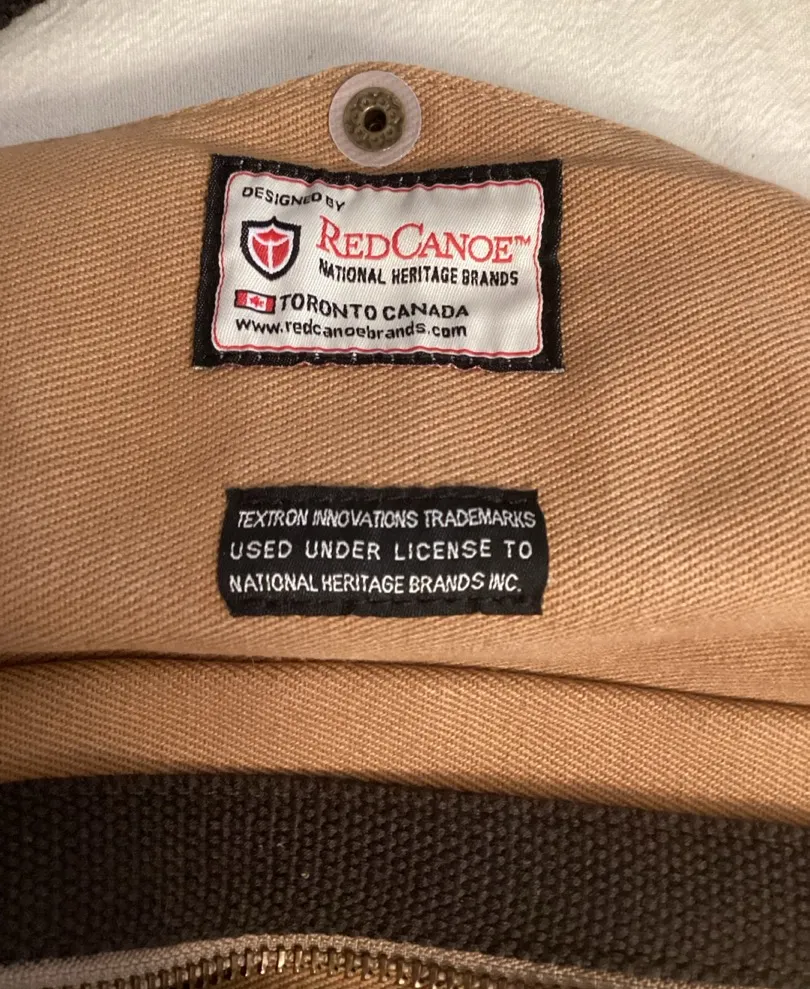 DESIGNED BY
REDCANOE™
NATIONAL HERITAGE BRANDS
TORONTO CANADA
www.redcanoebrands.com
TEXTRON INNOVATIONS TRADEMARKS
USED UNDER LICENSE TO
NATIONAL HERITAGE BRANDS INC.